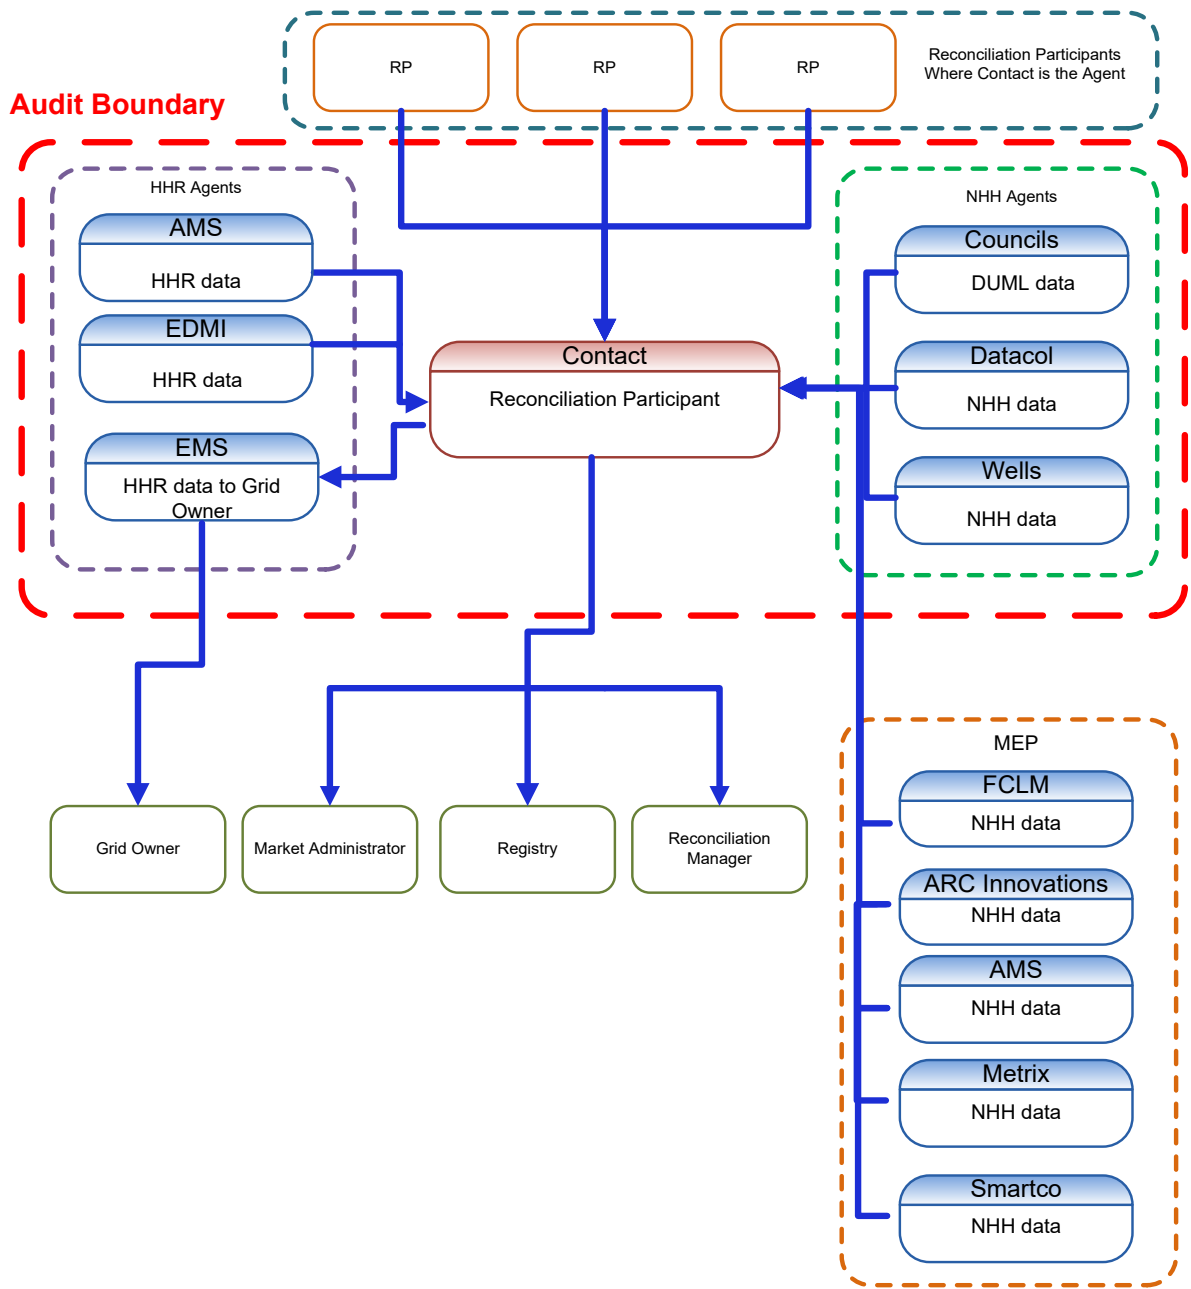 RP
RP
RP
Reconciliation Participants
Where Contact is the Agent
Audit Boundary
HHR Agents
AMS
HHR data
EDMI
HHR data
EMS
HHR data to Grid
Owner
Contact
Reconciliation Participant
NHH Agents
Councils
DUML data
Datacol
NHH data
Wells
NHH data
Grid Owner
Market Administrator
Registry
Reconciliation
Manager
MEP
FCLM
NHH data
ARC Innovations
NHH data
AMS
NHH data
Metrix
NHH data
Smartco
NHH data